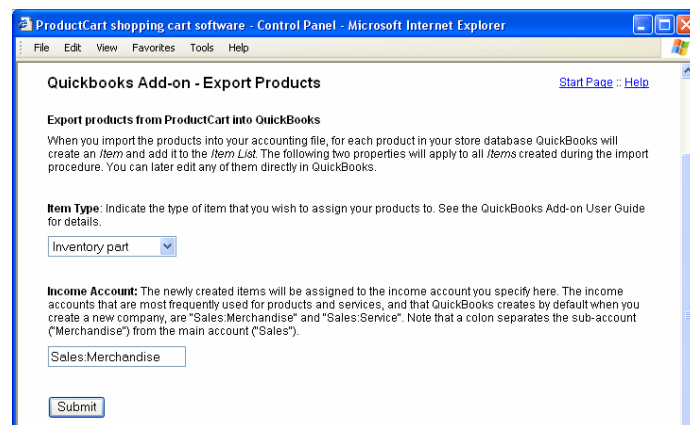 ProductCart shopping cart software - Control Panel - Microsoft Internet Explorer
File Edit View Favorites Tools Help
Quickbooks Add-on - Export Products
Start Page :: Help
Export products from ProductCart into QuickBooks
When you import the products into your accounting file, for each product in your store database QuickBooks will
create an Item and add it to the Item List. The following two properties will apply to all Items created during the import
procedure. You can later edit any of them directly in QuickBooks.
Item Type: Indicate the type of item that you wish to assign your products to. See the QuickBooks Add-on User Guide
for details.
Inventory part
Income Account: The newly created items will be assigned to the income account you specify here. The income
accounts that are most frequently used for products and services, and that QuickBooks creates by default when you
create a new company, are "Sales:Merchandise" and "Sales:Service". Note that a colon separates the sub-account
("Merchandise") from the main account ("Sales").
Sales:Merchandise
Submit